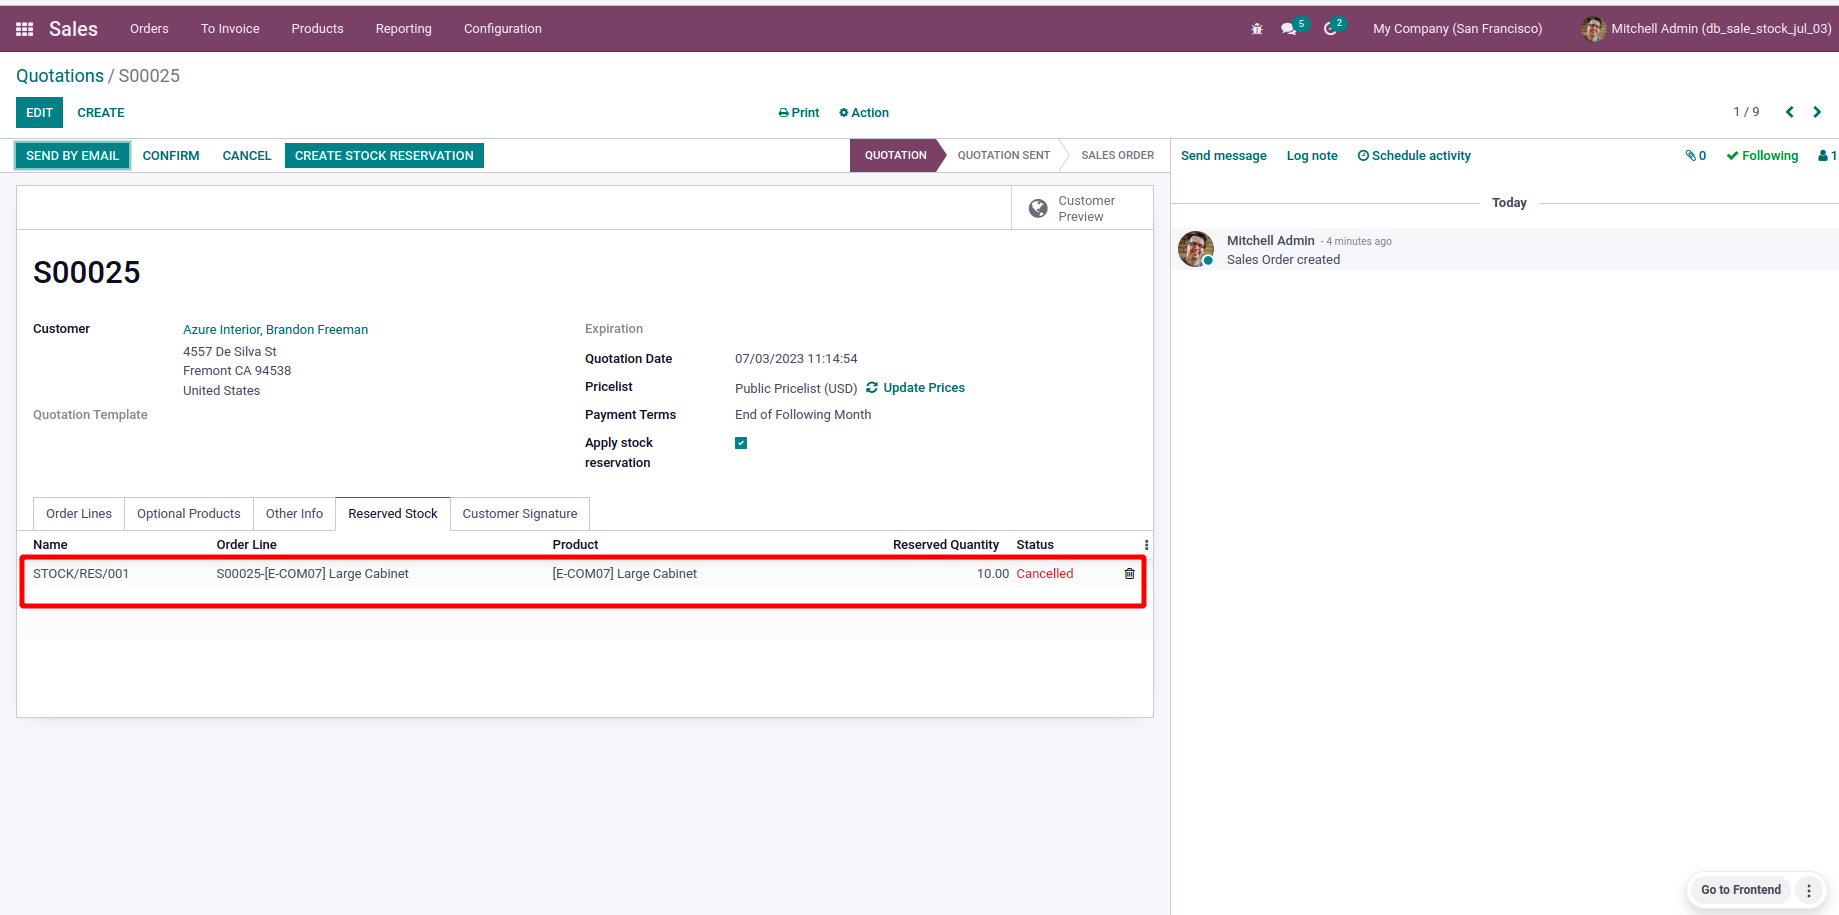 Sales Orders To Invoice Products Reporting Configuration 5 2 My Company (San Francisco) Mitchell Admin (db_sale_stock_jul_03)
Quotations / S00025
EDIT CREATE Print Action 1 / 9
SEND BY EMAIL CONFIRM CANCEL CREATE STOCK RESERVATION QUOTATION QUOTATION SENT SALES ORDER Send message Log note Schedule activity 0 Following 1
Customer
Preview
Today
Mitchell Admin - 4 minutes ago
Sales Order created
S00025
Customer Azure Interior, Brandon Freeman
4557 De Silva St
Fremont CA 94538
United States
Quotation Template
Expiration
Quotation Date 07/03/2023 11:14:54
Pricelist Public Pricelist (USD) Update Prices
Payment Terms End of Following Month
Apply stock
reservation
Order Lines Optional Products Other Info Reserved Stock Customer Signature
Name Order Line Product Reserved Quantity Status
STOCK/RES/001 S00025-[E-COM07] Large Cabinet [E-COM07] Large Cabinet 10.00 Cancelled
Go to Frontend